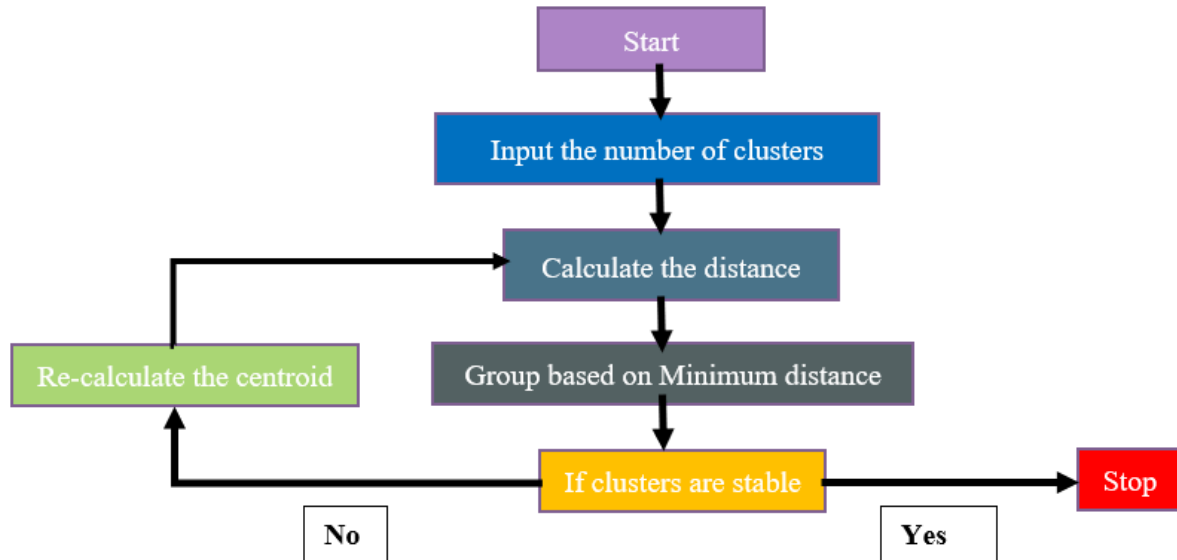 Start
Input the number of clusters
Calculate the distance
Re-calculate the centroid
Group based on Minimum distance
If clusters are stable
Stop
No
Yes